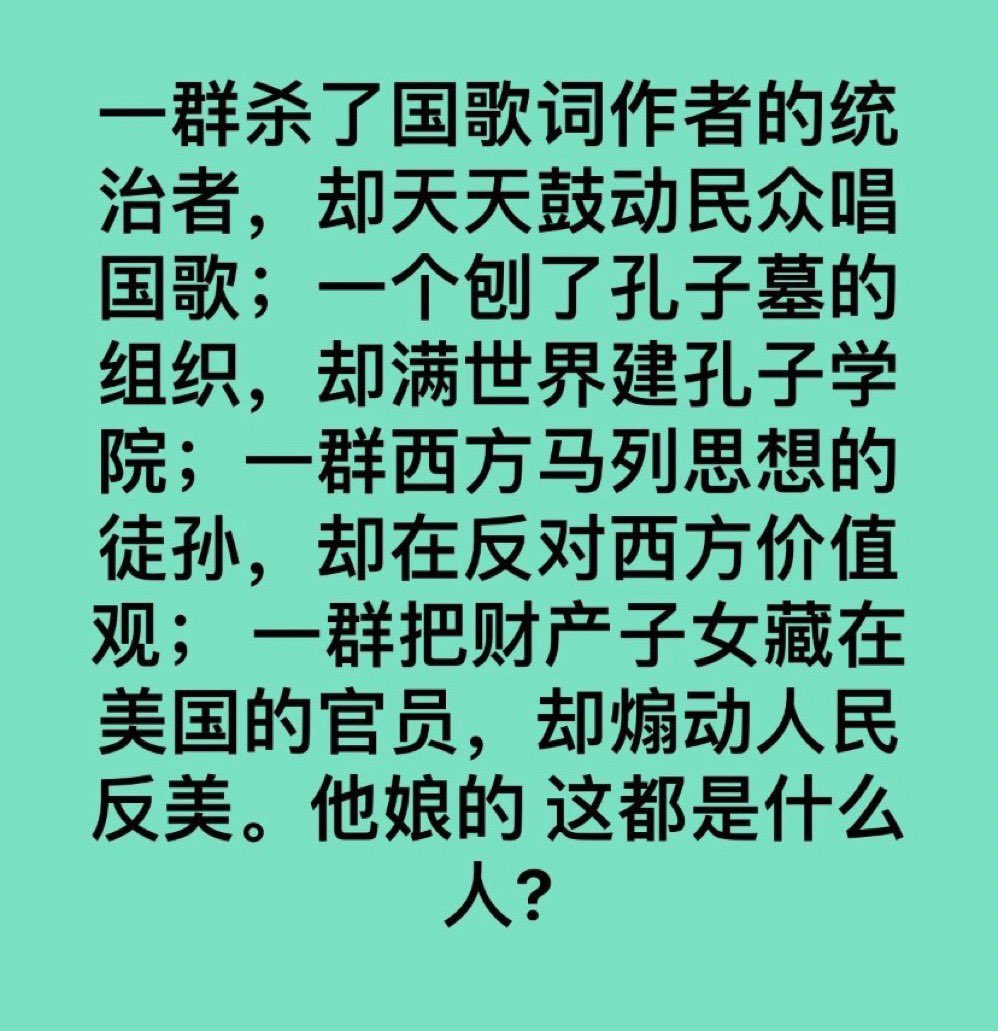 一群杀了国歌词作者的统
治者，却天天鼓动民众唱
国歌；一个刨了孔子墓的
组织，却满世界建孔子学
院；一群西方马列思想的
徒孙，却在反对西方价值
观； 一群把财产子女藏在
美国的官员，却煽动人民
反美。他娘的 这都是什么
人?